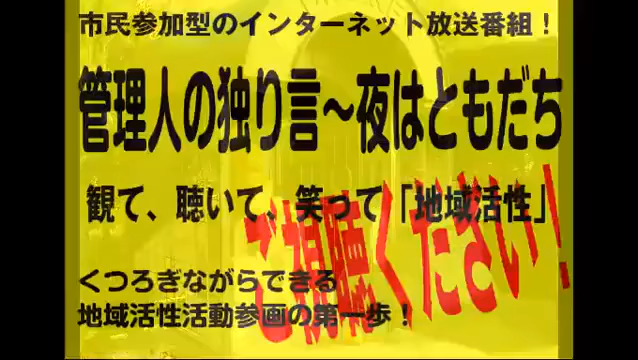 市民参加型のインターネット放送番組！
管理人の独り言～夜はともだち
観て、聴いて、笑って「地域活性」
ご視聴ください！
くつろぎながらできる
地域活性活動参画の第一歩！